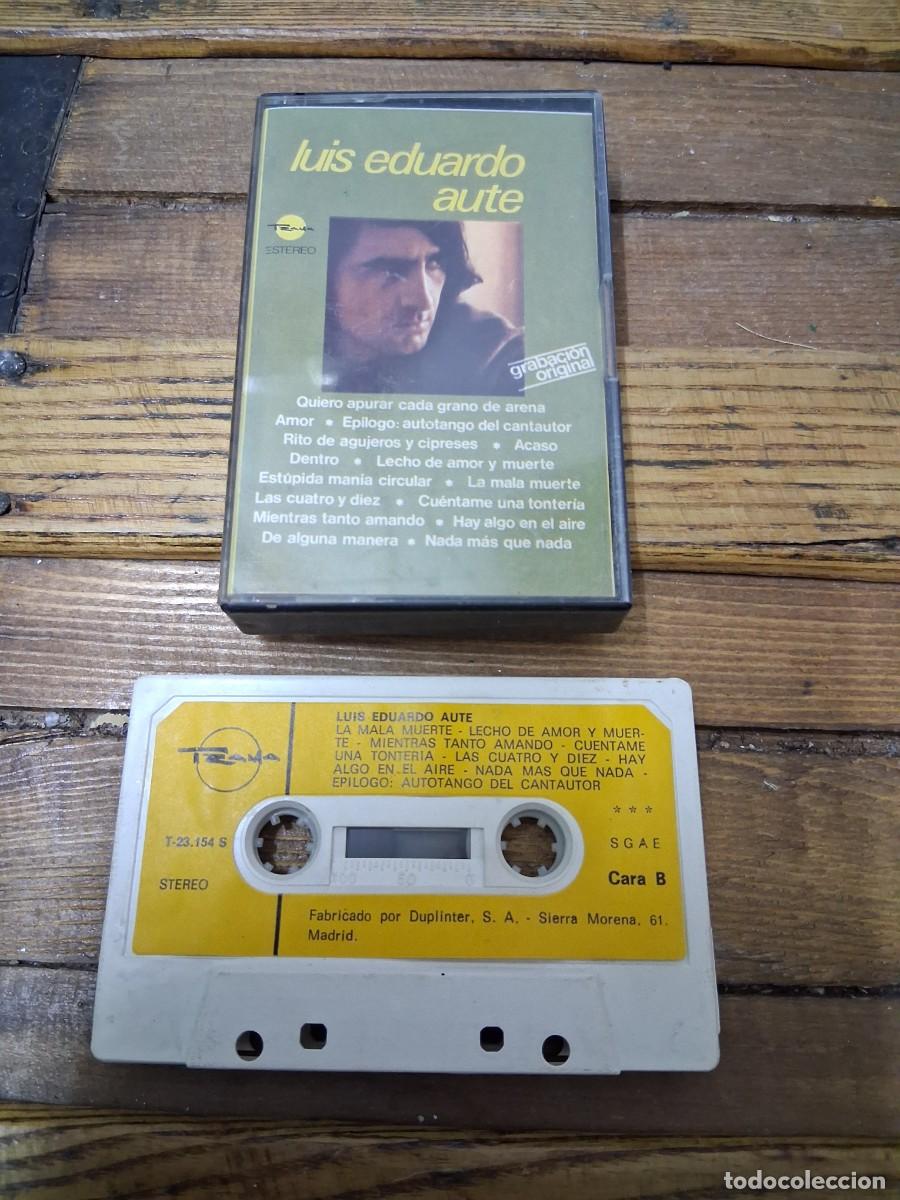 luis eduardo
aute
TRAMA
ESTEREO
grabación
original
Quiero apurar cada grano de arena
Amor * Epílogo: autotango del cantautor
Rito de agujeros y cipreses * Acaso
Dentro * Lecho de amor y muerte
Estúpida manía circular * La mala muerte
Las cuatro y diez * Cuéntame una tontería
Mientras tanto amando * Hay algo en el aire
De alguna manera * Nada más que nada
LUIS EDUARDO AUTE
LA MALA MUERTE - LECHO DE AMOR Y MUER-
TE - MIENTRAS TANTO AMANDO - CUENTAME
UNA TONTERIA - LAS CUATRO Y DIEZ - HAY
ALGO EN EL AIRE - NADA MAS QUE NADA -
EPILOGO: AUTOTANGO DEL CANTAUTOR
TRAMA
* * *
T-23.154 S
SGAE
STEREO
100 50 0
Cara B
Fabricado por Duplinter, S. A. - Sierra Morena, 61.
Madrid.
todocoleccion